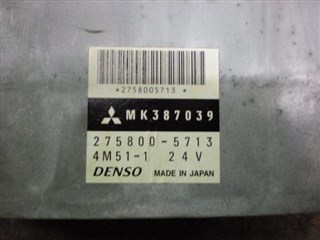 *2758005713*
MK387039
275800-5713
4M51-1 24V
DENSO MADE IN JAPAN